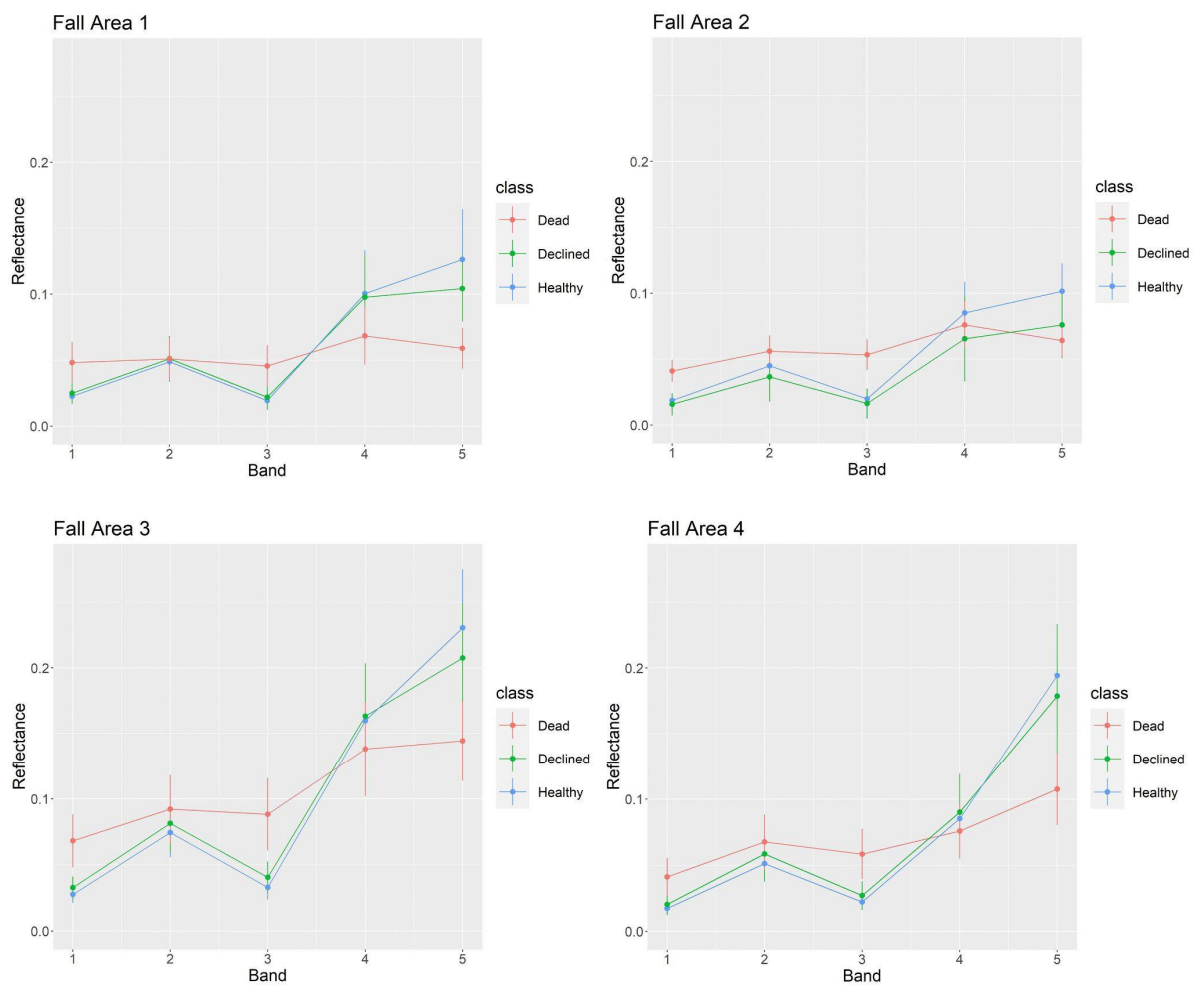 Fall Area 1
0.2
0.1
0.0
Reflectance
1 2 3 4 5
Band
class
Dead
Declined
Healthy
Fall Area 2
0.2
0.1
0.0
Reflectance
1 2 3 4 5
Band
class
Dead
Declined
Healthy
Fall Area 3
0.2
0.1
0.0
Reflectance
1 2 3 4 5
Band
class
Dead
Declined
Healthy
Fall Area 4
0.2
0.1
0.0
Reflectance
1 2 3 4 5
Band
class
Dead
Declined
Healthy